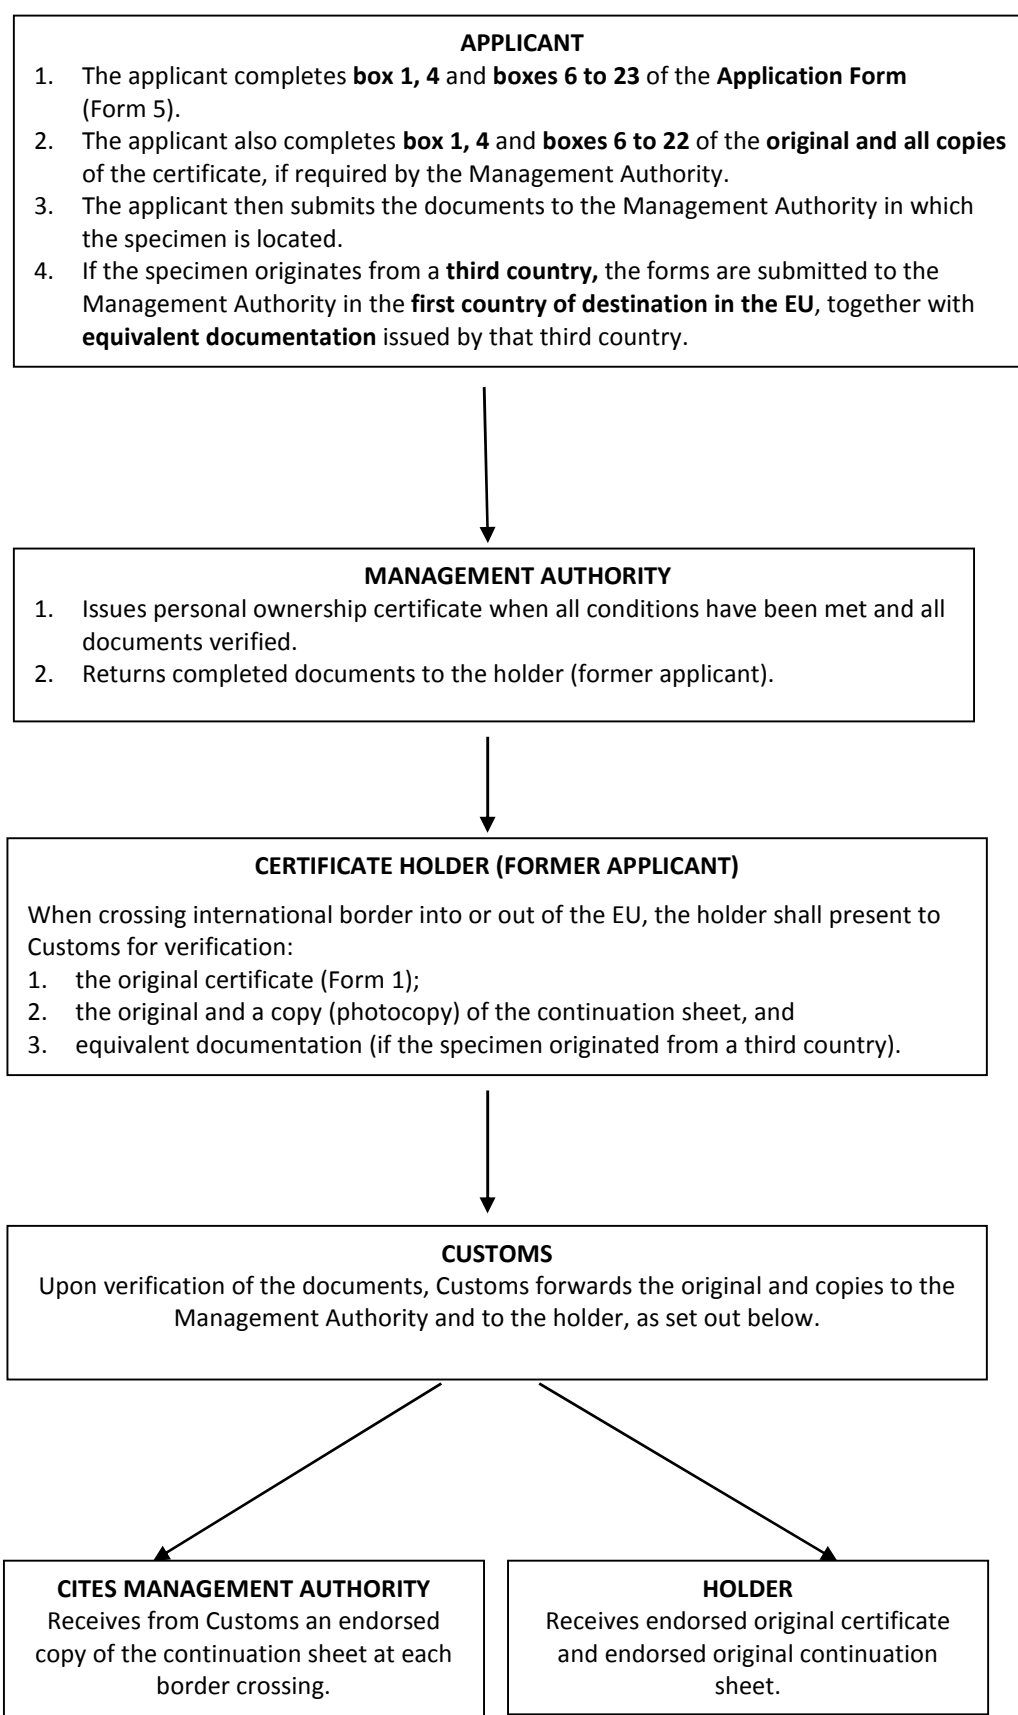 APPLICANT
1. The applicant completes box 1, 4 and boxes 6 to 23 of the Application Form
(Form 5).
2. The applicant also completes box 1, 4 and boxes 6 to 22 of the original and all copies
of the certificate, if required by the Management Authority.
3. The applicant then submits the documents to the Management Authority in which
the specimen is located.
4. If the specimen originates from a third country, the forms are submitted to the
Management Authority in the first country of destination in the EU, together with
equivalent documentation issued by that third country.
MANAGEMENT AUTHORITY
1. Issues personal ownership certificate when all conditions have been met and all
documents verified.
2. Returns completed documents to the holder (former applicant).
CERTIFICATE HOLDER (FORMER APPLICANT)
When crossing international border into or out of the EU, the holder shall present to
Customs for verification:
1. the original certificate (Form 1);
2. the original and a copy (photocopy) of the continuation sheet, and
3. equivalent documentation (if the specimen originated from a third country).
CUSTOMS
Upon verification of the documents, Customs forwards the original and copies to the
Management Authority and to the holder, as set out below.
CITES MANAGEMENT AUTHORITY
Receives from Customs an endorsed
copy of the continuation sheet at each
border crossing.
HOLDER
Receives endorsed original certificate
and endorsed original continuation
sheet.